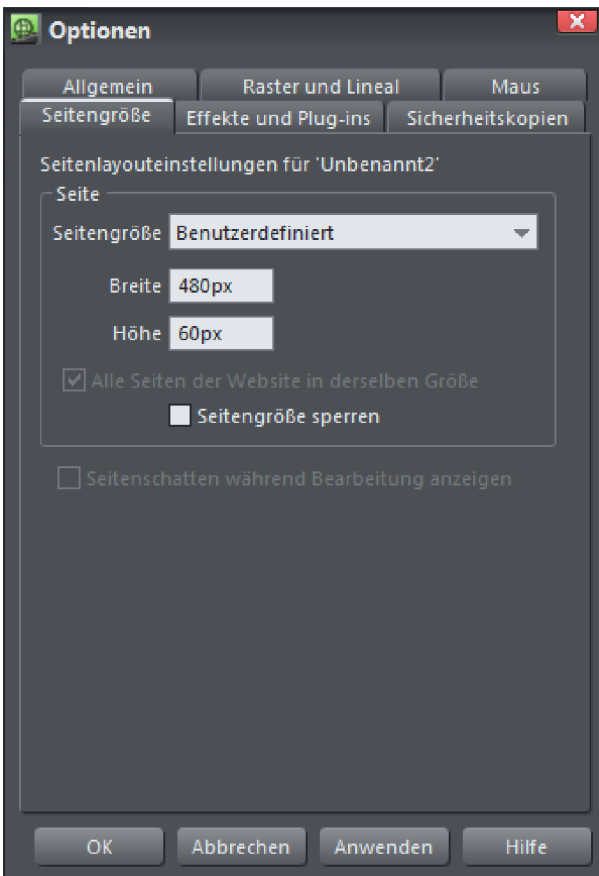 Optionen
Allgemein Raster und Lineal Maus
Seitengröße Effekte und Plug-ins Sicherheitskopien
Seitenlayouteinstellungen für 'Unbenannt2'
Seite
Seitengröße Benutzerdefiniert
Breite 480px
Höhe 60px
Alle Seiten der Website in derselben Größe
Seitengröße sperren
Seitenschatten während Bearbeitung anzeigen
OK Abbrechen Anwenden Hilfe